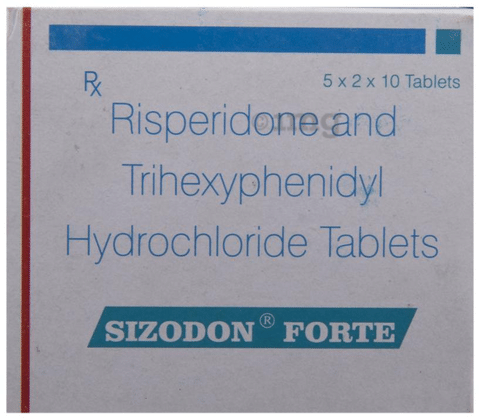 Rx
5 x 2 x 10 Tablets
Risperidone and
Trihexyphenidyl
Hydrochloride Tablets
SIZODON® FORTE